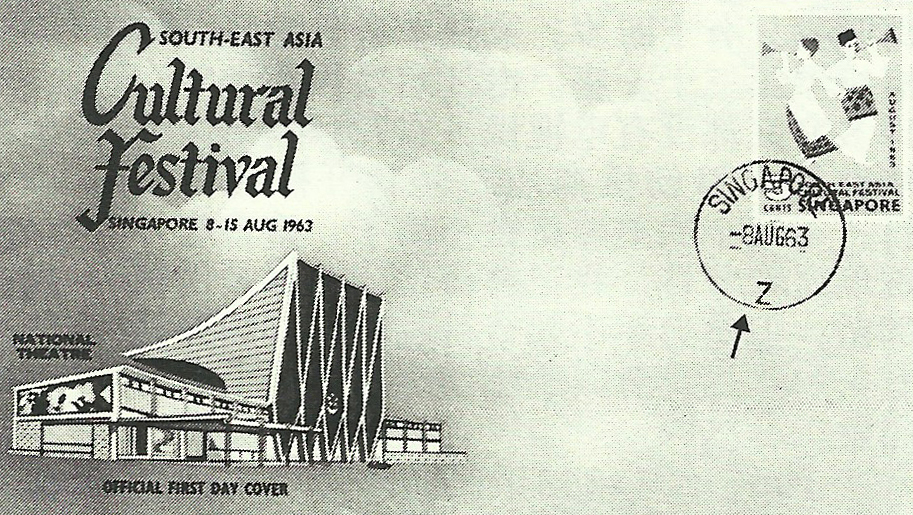 SOUTH-EAST ASIA
Cultural
Festival
SINGAPORE 8-15 AUG 1963
NATIONAL
THEATRE
OFFICIAL FIRST DAY COVER
AUGUST 1963
SOUTH EAST ASIA
CULTURAL FESTIVAL
CENTS SINGAPORE
SINGAPORE
-8AUG63
Z